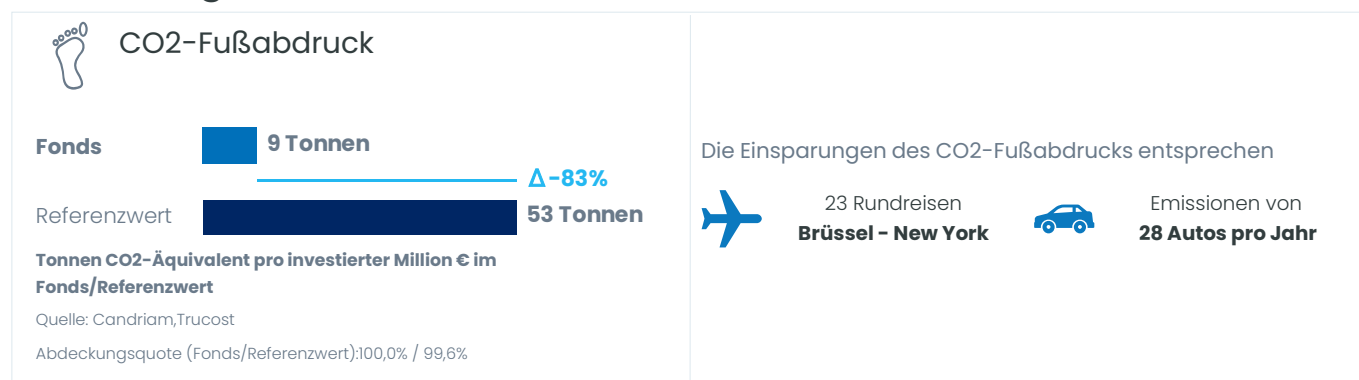 CO2-Fußabdruck
Fonds
9 Tonnen
Δ-83%
Referenzwert
53 Tonnen
Tonnen CO2-Äquivalent pro investierter Million € im
Fonds/Referenzwert
Quelle: Candriam,Trucost
Abdeckungsquote (Fonds/Referenzwert):100,0% / 99,6%
Die Einsparungen des CO2-Fußabdrucks entsprechen
23 Rundreisen
Brüssel - New York
Emissionen von
28 Autos pro Jahr